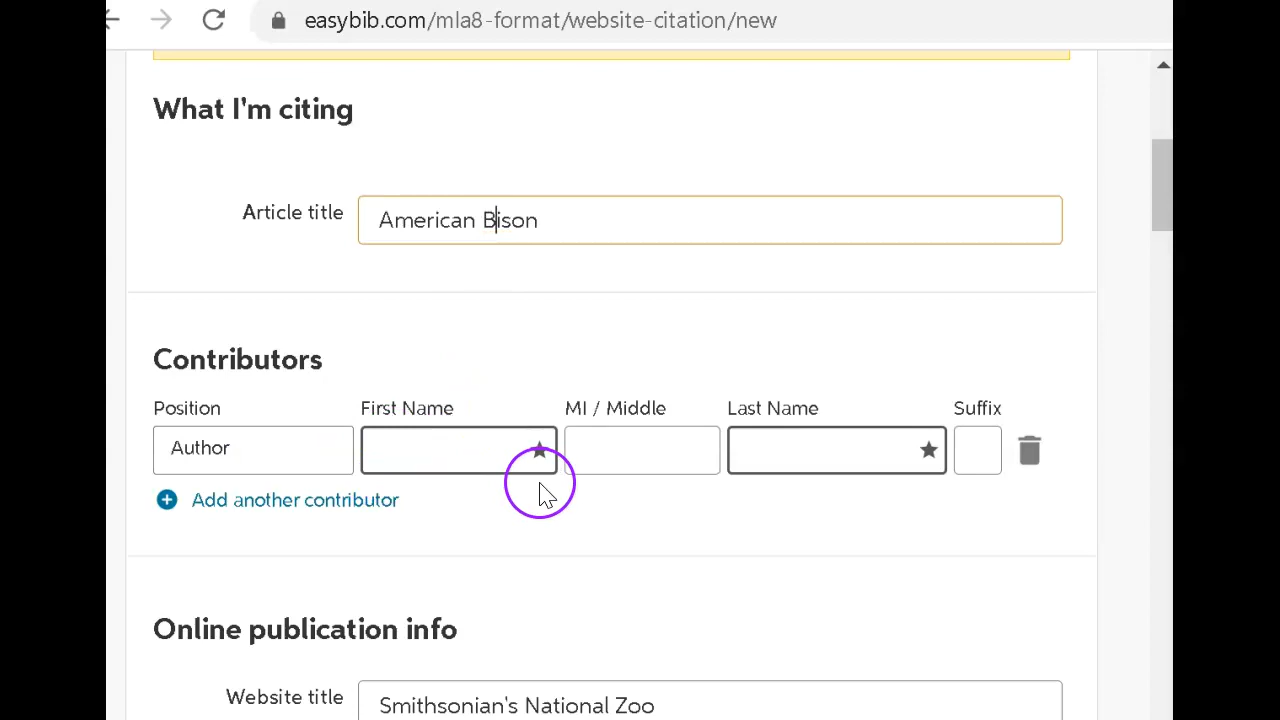 easybib.com/mla8-format/website-citation/new
What I'm citing
Article title
American Bison
Contributors
Position First Name MI / Middle Last Name Suffix
Author
Add another contributor
Online publication info
Website title
Smithsonian's National Zoo